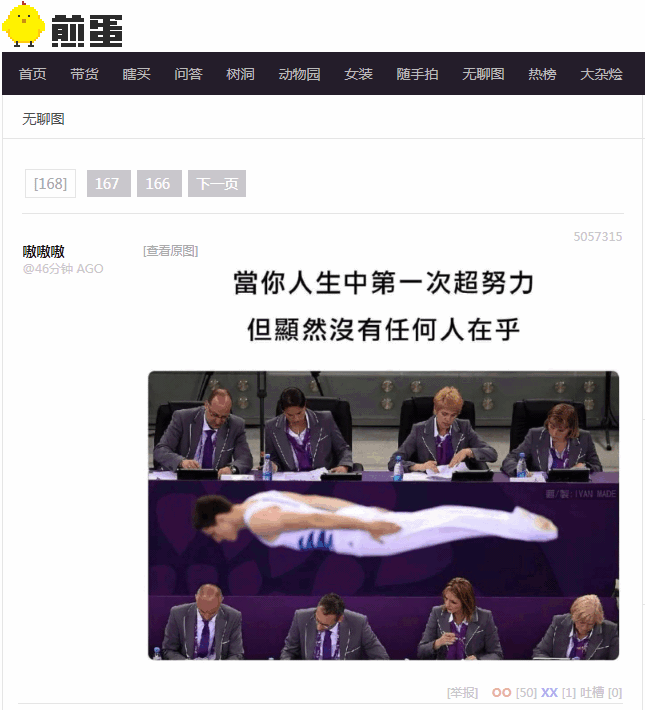 煎蛋
首页 带货 瞎买 问答 树洞 动物园 女装 随手拍 无聊图 热榜 大杂烩
无聊图
[168] 167 166 下一页
5057315
嗷嗷嗷 [查看原图]
@46分钟 AGO
當你人生中第一次超努力
但顯然沒有任何人在乎
翻/製:IVAN MADE
[举报] OO [50] XX [1] 吐槽 [0]